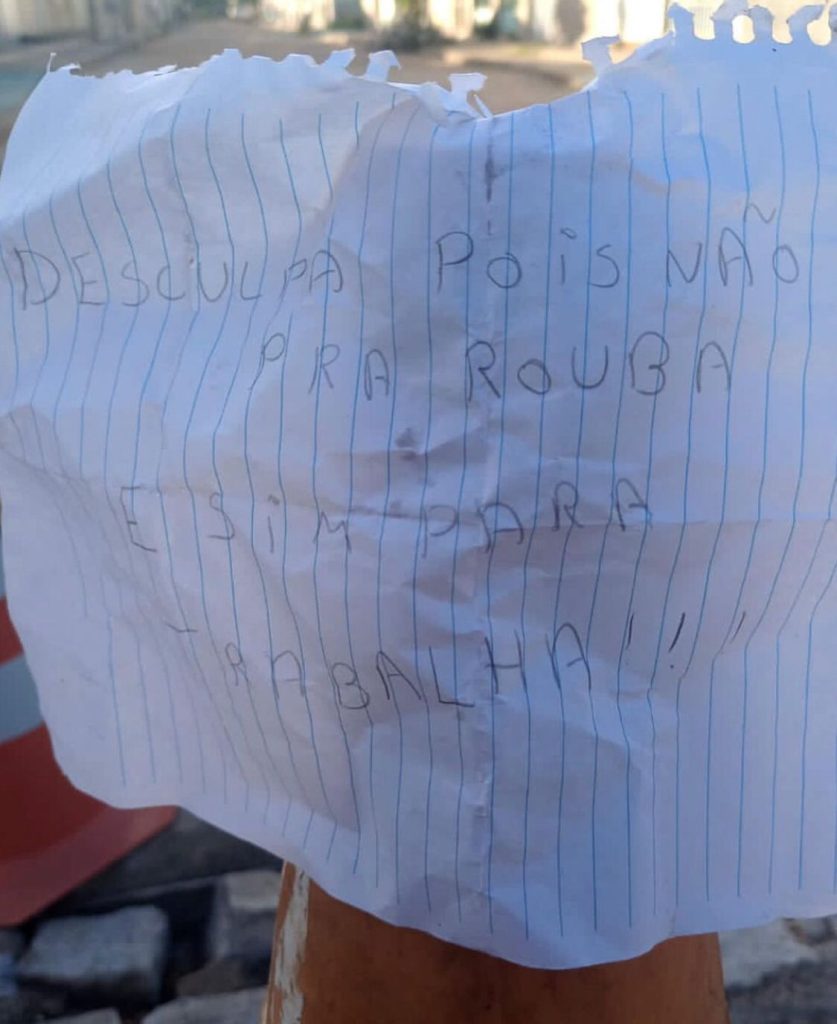 DESCULPA POIS NÃO
PRA ROUBA
E SIM PARA
TRABALHA!!!